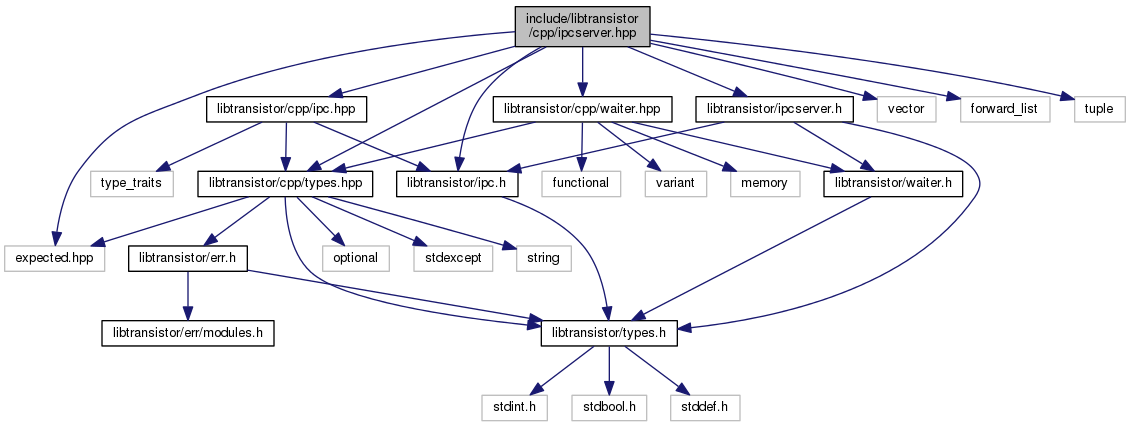 include/libtransistor
/cpp/ipcserver.hpp
libtransistor/cpp/ipc.hpp
libtransistor/cpp/waiter.hpp
libtransistor/ipcserver.h
vector
forward_list
tuple
type_traits
libtransistor/cpp/types.hpp
libtransistor/ipc.h
functional
variant
memory
libtransistor/waiter.h
expected.hpp
libtransistor/err.h
optional
stdexcept
string
libtransistor/err/modules.h
libtransistor/types.h
stdint.h
stdbool.h
stddef.h